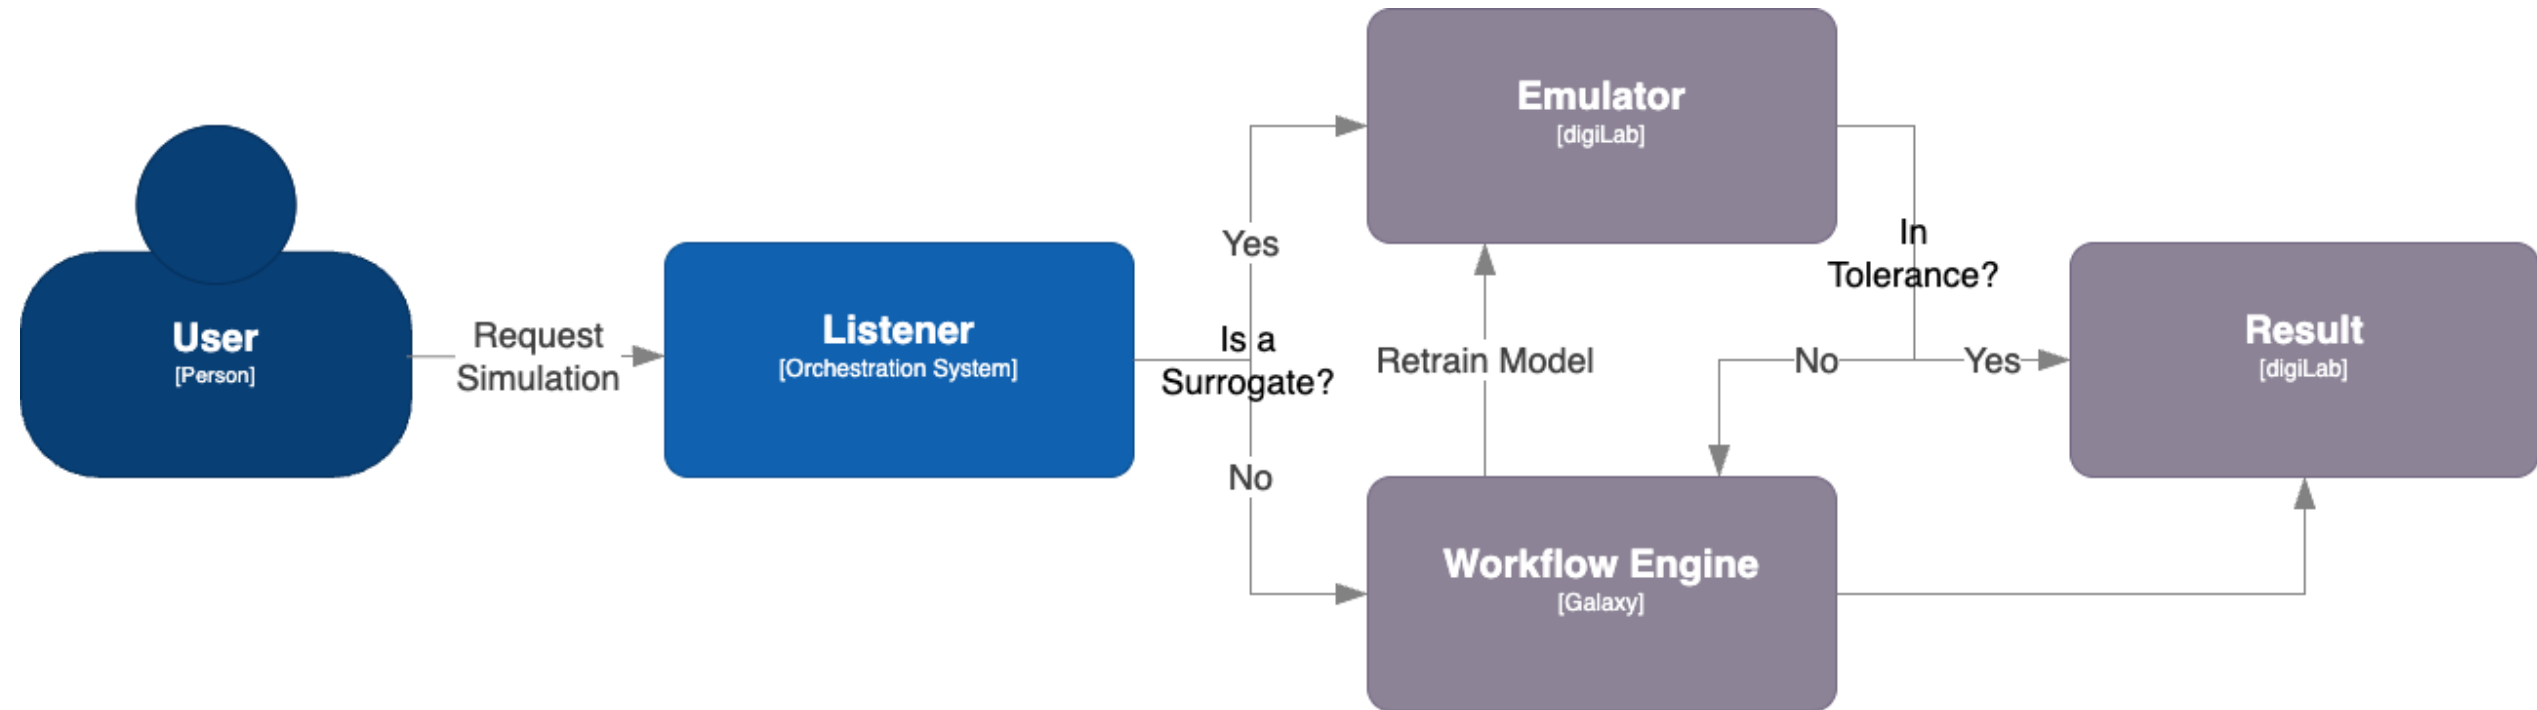 User
[Person]
Request
Simulation
Listener
[Orchestration System]
Is a
Surrogate?
Yes
No
Emulator
[digiLab]
Retrain Model
Workflow Engine
[Galaxy]
In
Tolerance?
No
Yes
Result
[digiLab]